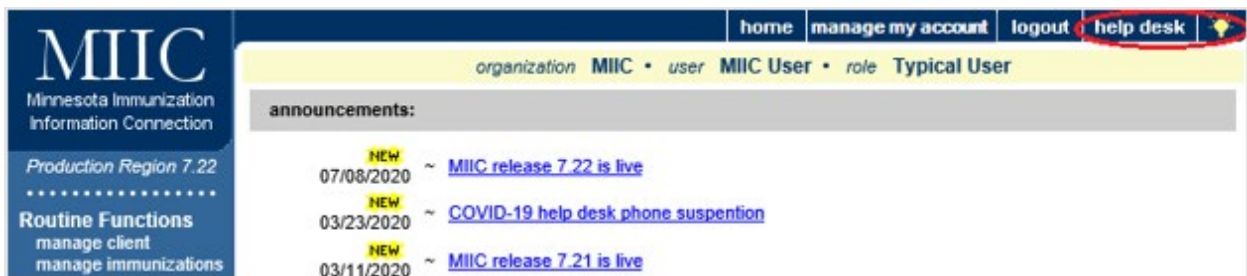 home manage my account logout help desk
MIIC
organization MIIC • user MIIC User • role Typical User
Minnesota Immunization
Information Connection
announcements:
Production Region 7.22
NEW
07/08/2020 ~ MIIC release 7.22 is live
NEW
03/23/2020 ~ COVID-19 help desk phone suspention
Routine Functions
manage client
manage immunizations
NEW
03/11/2020 ~ MIIC release 7.21 is live